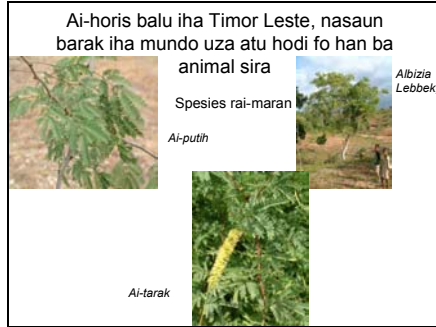 Ai-horis balu iha Timor Leste, nasaun
barak iha mundo uza atu hodi fo han ba
animal sira
Albizia
Lebbek
Spesies rai-maran
Ai-putih
Ai-tarak